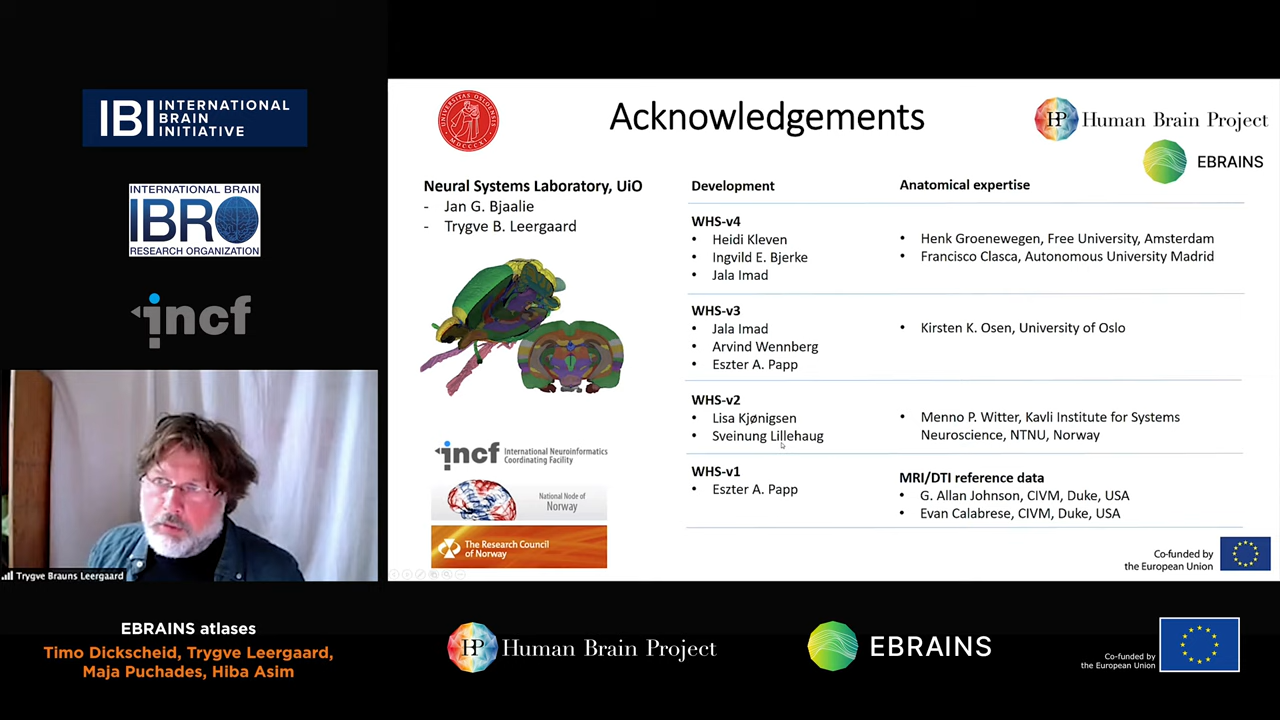 IBI INTERNATIONAL
BRAIN
INITIATIVE
INTERNATIONAL BRAIN
IBRO
RESEARCH ORGANIZATION
incf
Trygve Brauns Leergaard
UNIVERSITAS OSLOENSIS
MDCCCXI
Acknowledgements
HP Human Brain Project
EBRAINS
Neural Systems Laboratory, UiO
- Jan G. Bjaalie
- Trygve B. Leergaard
incf International Neuroinformatics
Coordinating Facility
National Node of
Norway
The Research Council
of Norway
Development
Anatomical expertise
WHS-v4
• Heidi Kleven
• Ingvild E. Bjerke
• Jala Imad
• Henk Groenewegen, Free University, Amsterdam
• Francisco Clasca, Autonomous University Madrid
WHS-v3
• Jala Imad
• Arvind Wennberg
• Eszter A. Papp
• Kirsten K. Osen, University of Oslo
WHS-v2
• Lisa Kjønigsen
• Sveinung Lillehaug
• Menno P. Witter, Kavli Institute for Systems
Neuroscience, NTNU, Norway
WHS-v1
• Eszter A. Papp
MRI/DTI reference data
• G. Allan Johnson, CIVM, Duke, USA
• Evan Calabrese, CIVM, Duke, USA
Co-funded by
the European Union
EBRAINS atlases
Timo Dickscheid, Trygve Leergaard,
Maja Puchades, Hiba Asim
HP Human Brain Project
EBRAINS
Co-funded by
the European Union